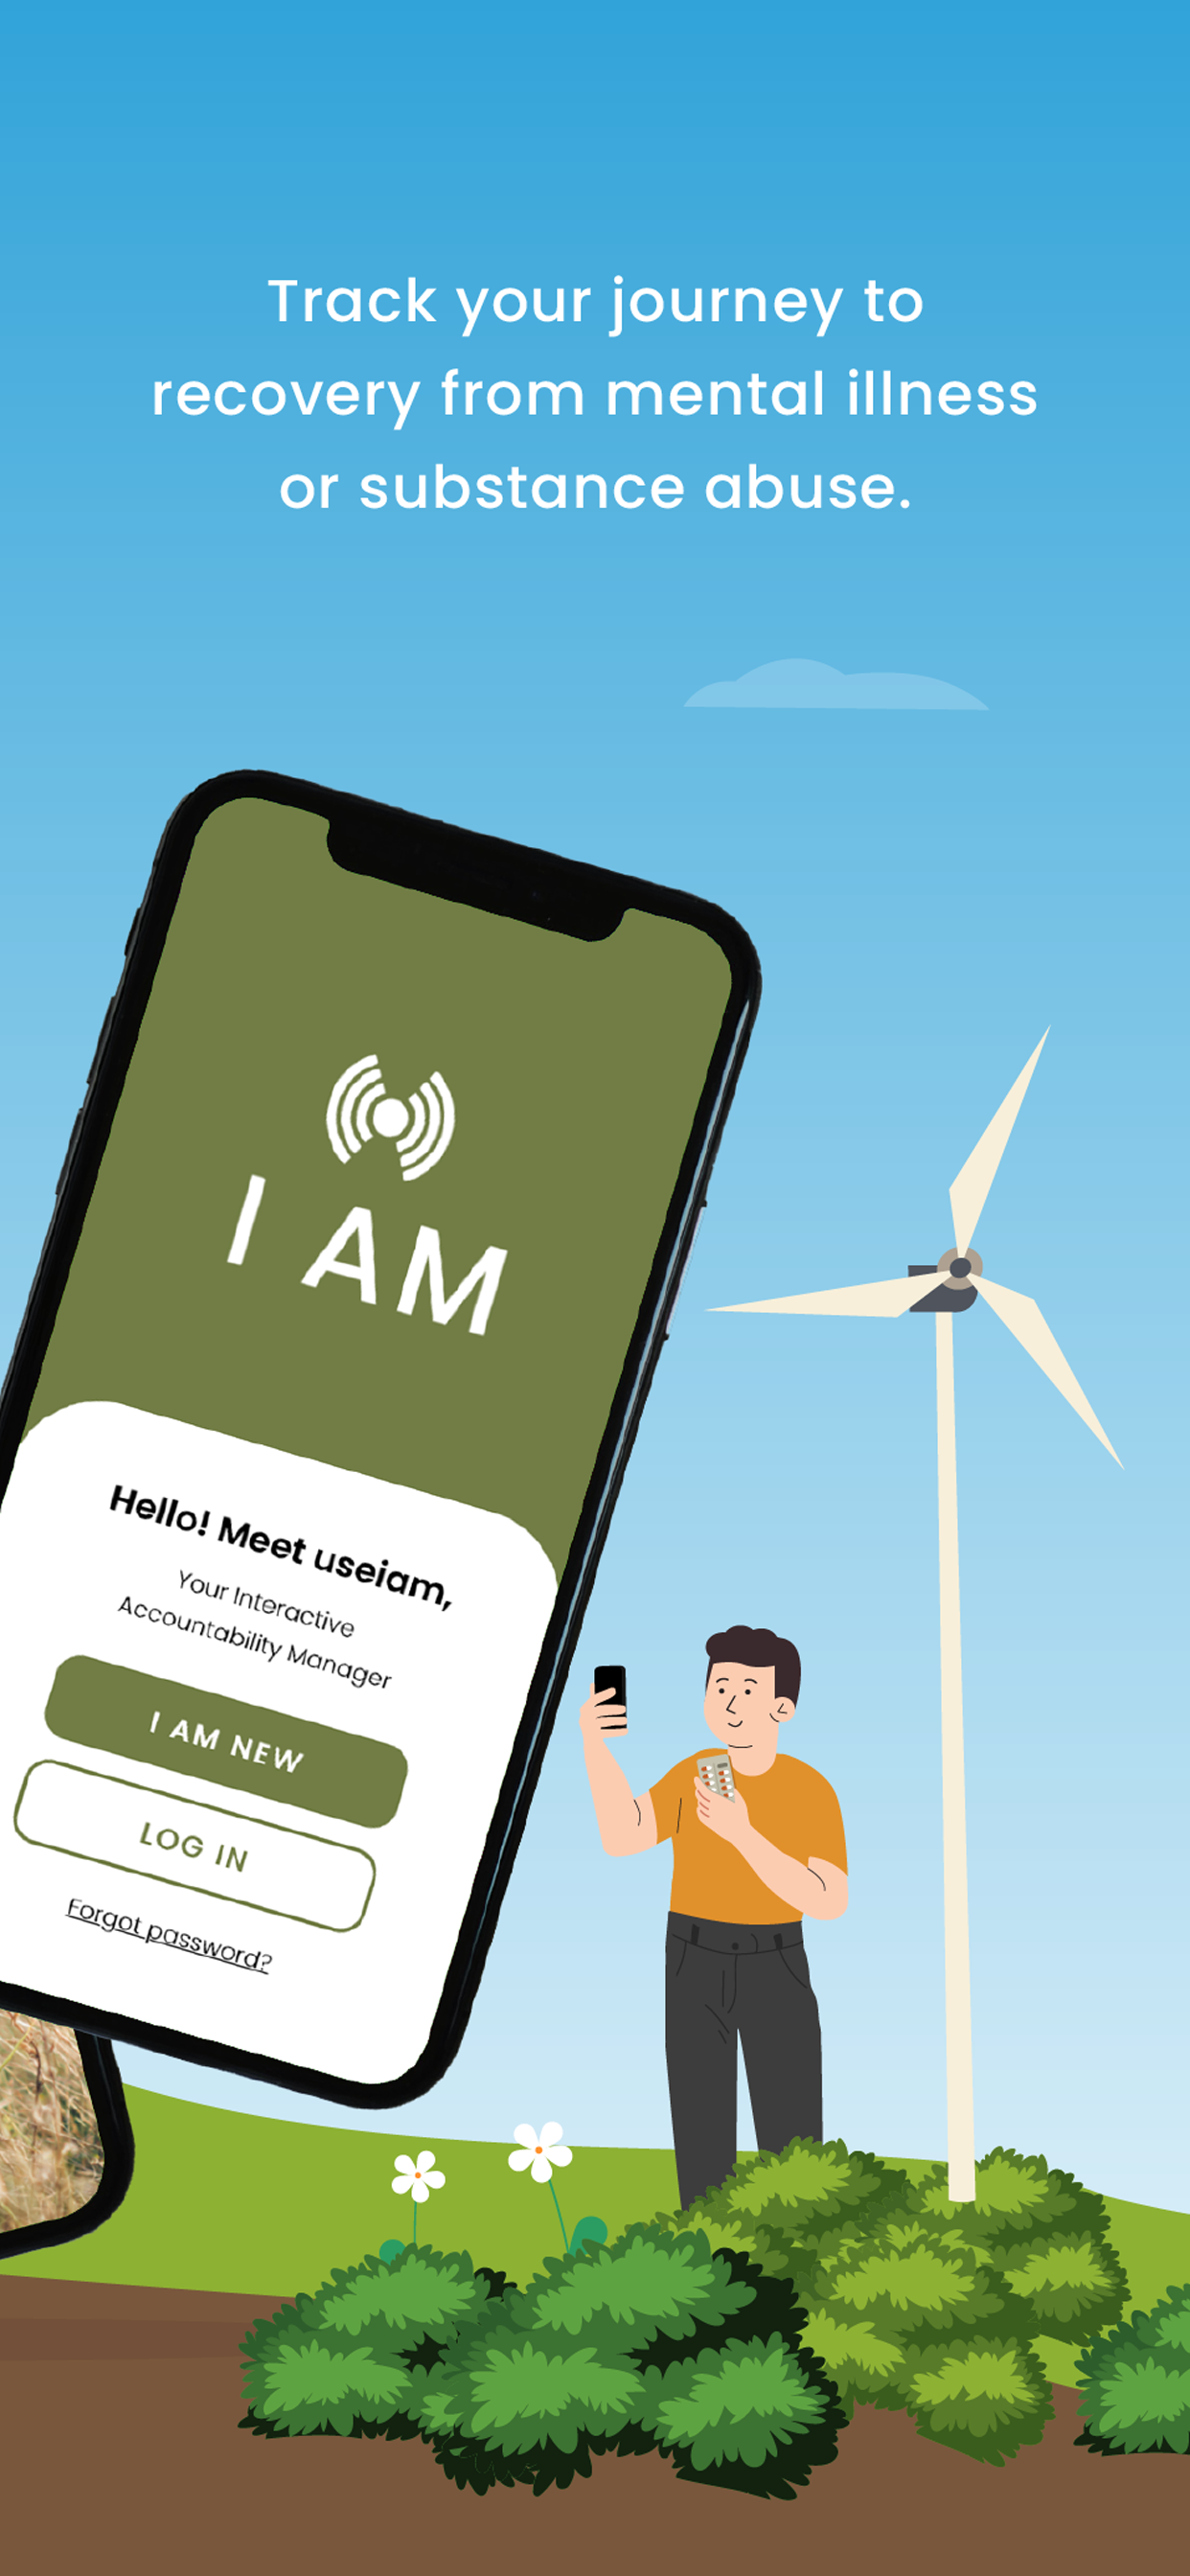 Track your journey to
recovery from mental illness
or substance abuse.
I AM
Hello! Meet useiam,
Your Interactive
Accountability Manager
I AM NEW
LOG IN
Forgot password?